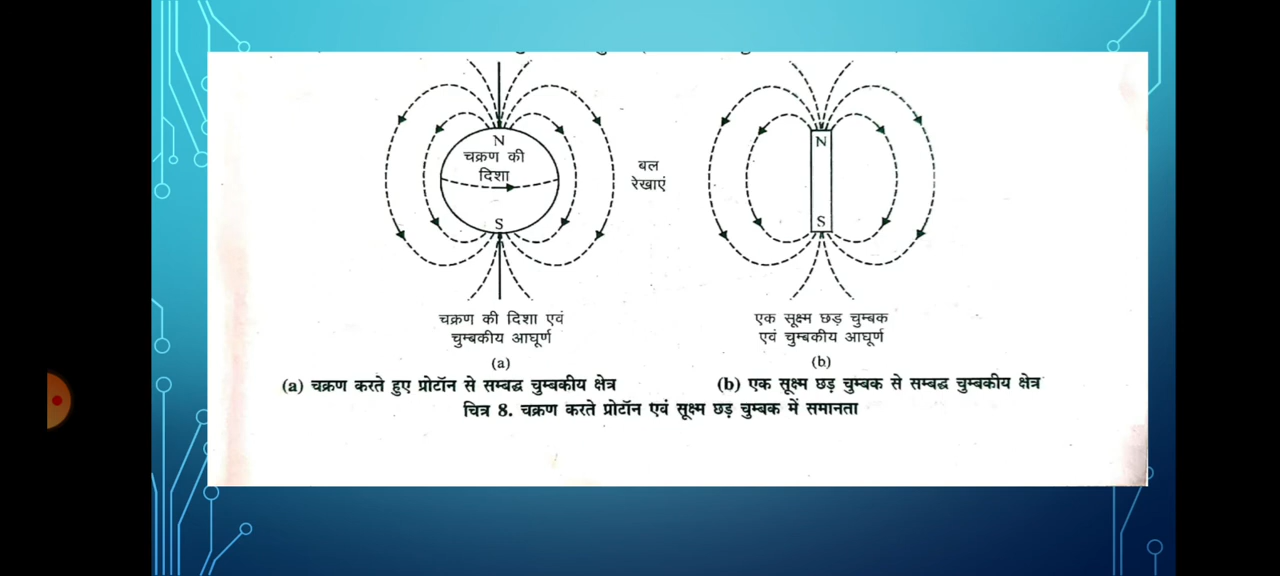 N
चक्रण की
दिशा
S
बल
रेखाएं
N
S
चक्रण की दिशा एवं
चुम्बकीय आघूर्ण
(a)
एक सूक्ष्म छड़ चुम्बक
एवं चुम्बकीय आघूर्ण
(b)
(a) चक्रण करते हुए प्रोटॉन से सम्बद्ध चुम्बकीय क्षेत्र
(b) एक सूक्ष्म छड़ चुम्बक से सम्बद्ध चुम्बकीय क्षेत्र
चित्र 8. चक्रण करते प्रोटॉन एवं सूक्ष्म छड़ चुम्बक में समानता